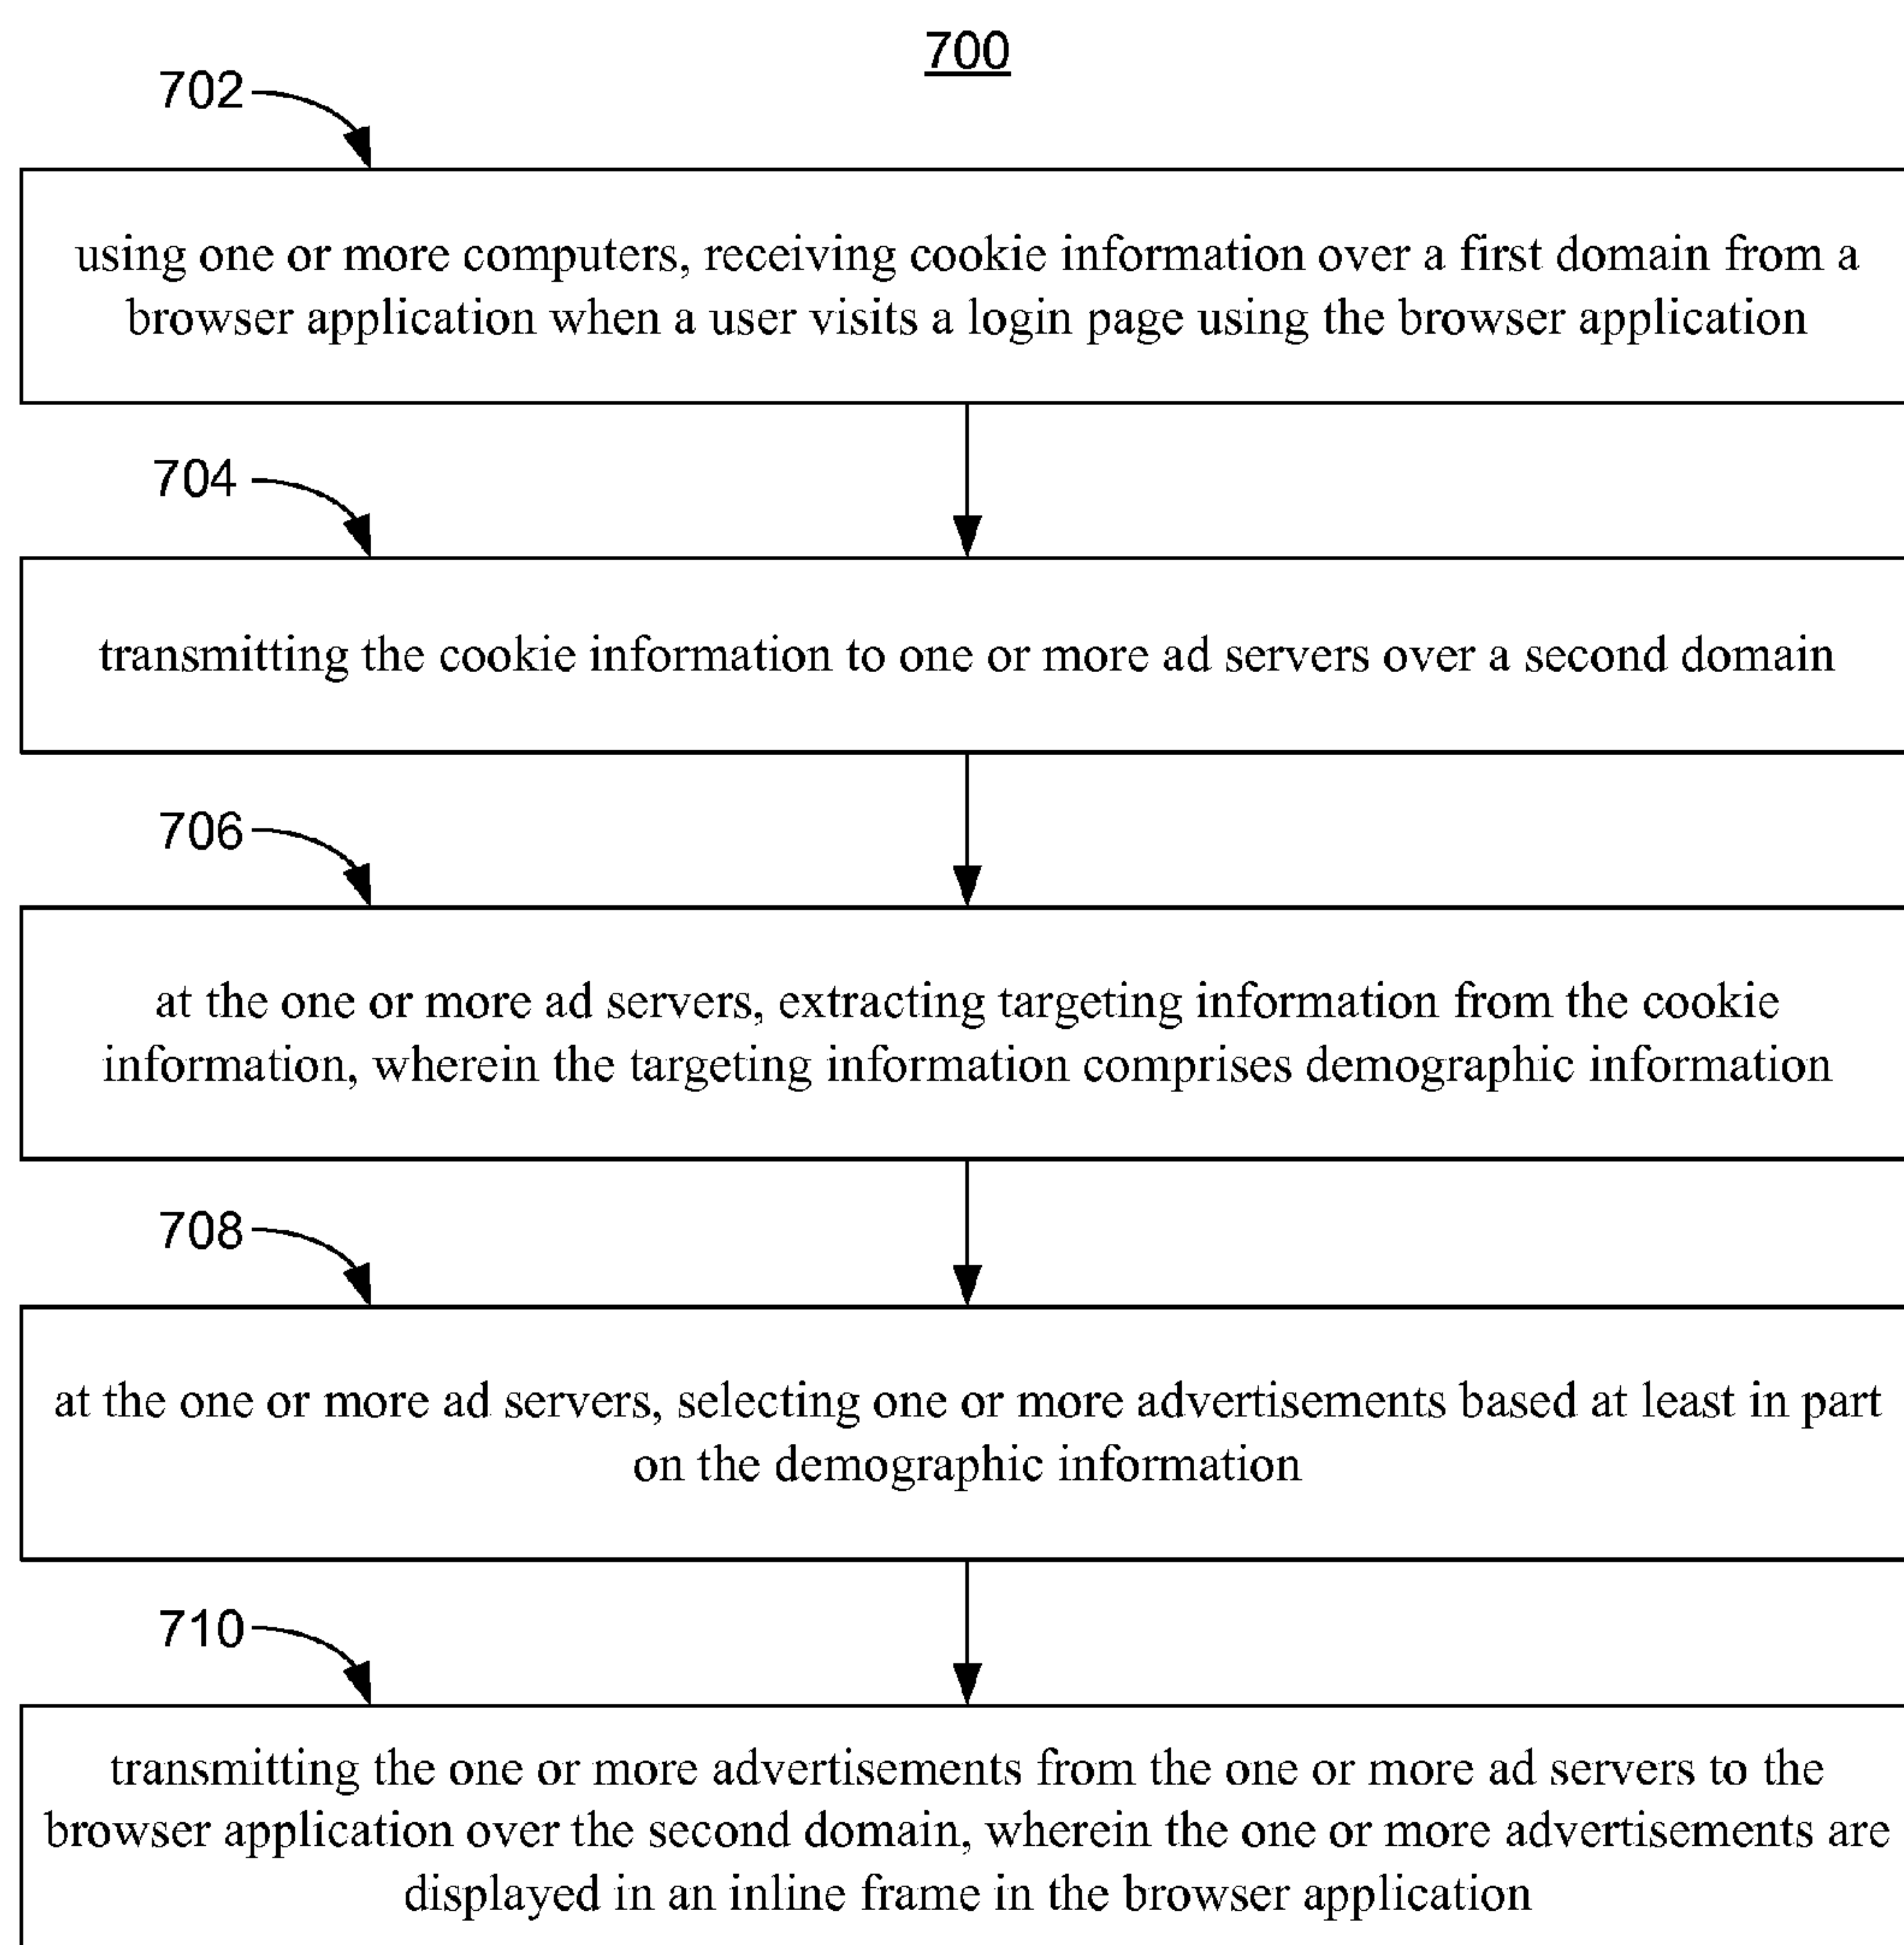 700
702
using one or more computers, receiving cookie information over a first domain from a
browser application when a user visits a login page using the browser application
704
transmitting the cookie information to one or more ad servers over a second domain
706
at the one or more ad servers, extracting targeting information from the cookie
information, wherein the targeting information comprises demographic information
708
at the one or more ad servers, selecting one or more advertisements based at least in part
on the demographic information
710
transmitting the one or more advertisements from the one or more ad servers to the
browser application over the second domain, wherein the one or more advertisements are
displayed in an inline frame in the browser application